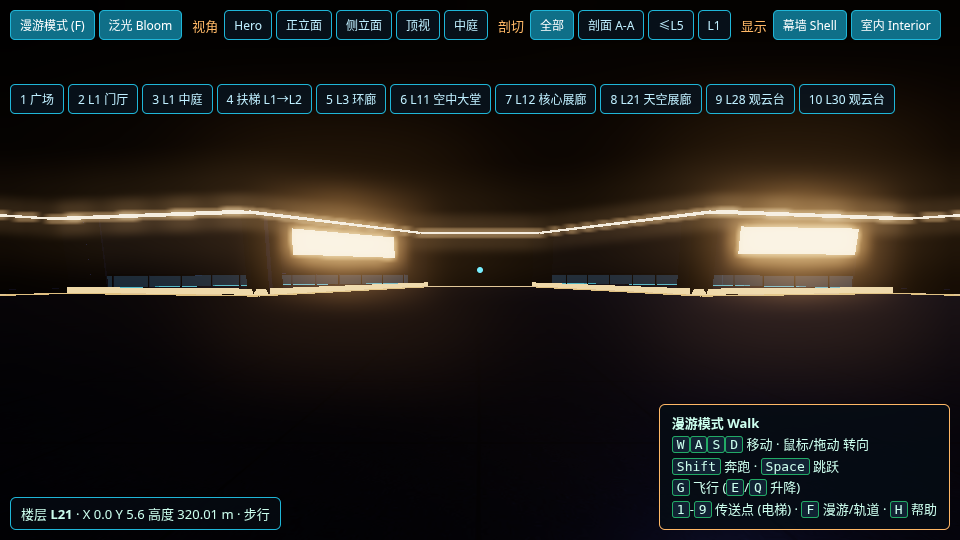 漫游模式 (F) 泛光 Bloom 视角 Hero 正立面 侧立面 顶视 中庭 剖切 全部 剖面 A-A ≤L5 L1 显示 幕墙 Shell 室内 Interior
1 广场 2 L1 门厅 3 L1 中庭 4 扶梯 L1→L2 5 L3 环廊 6 L11 空中大堂 7 L12 核心展廊 8 L21 天空展廊 9 L28 观云台 10 L30 观云台
漫游模式 Walk
W A S D 移动 · 鼠标/拖动 转向
Shift 奔跑 · Space 跳跃
G 飞行 (E/Q 升降)
1-9 传送点 (电梯) · F 漫游/轨道 · H 帮助
楼层 L21 · X 0.0 Y 5.6 高度 320.01 m · 步行